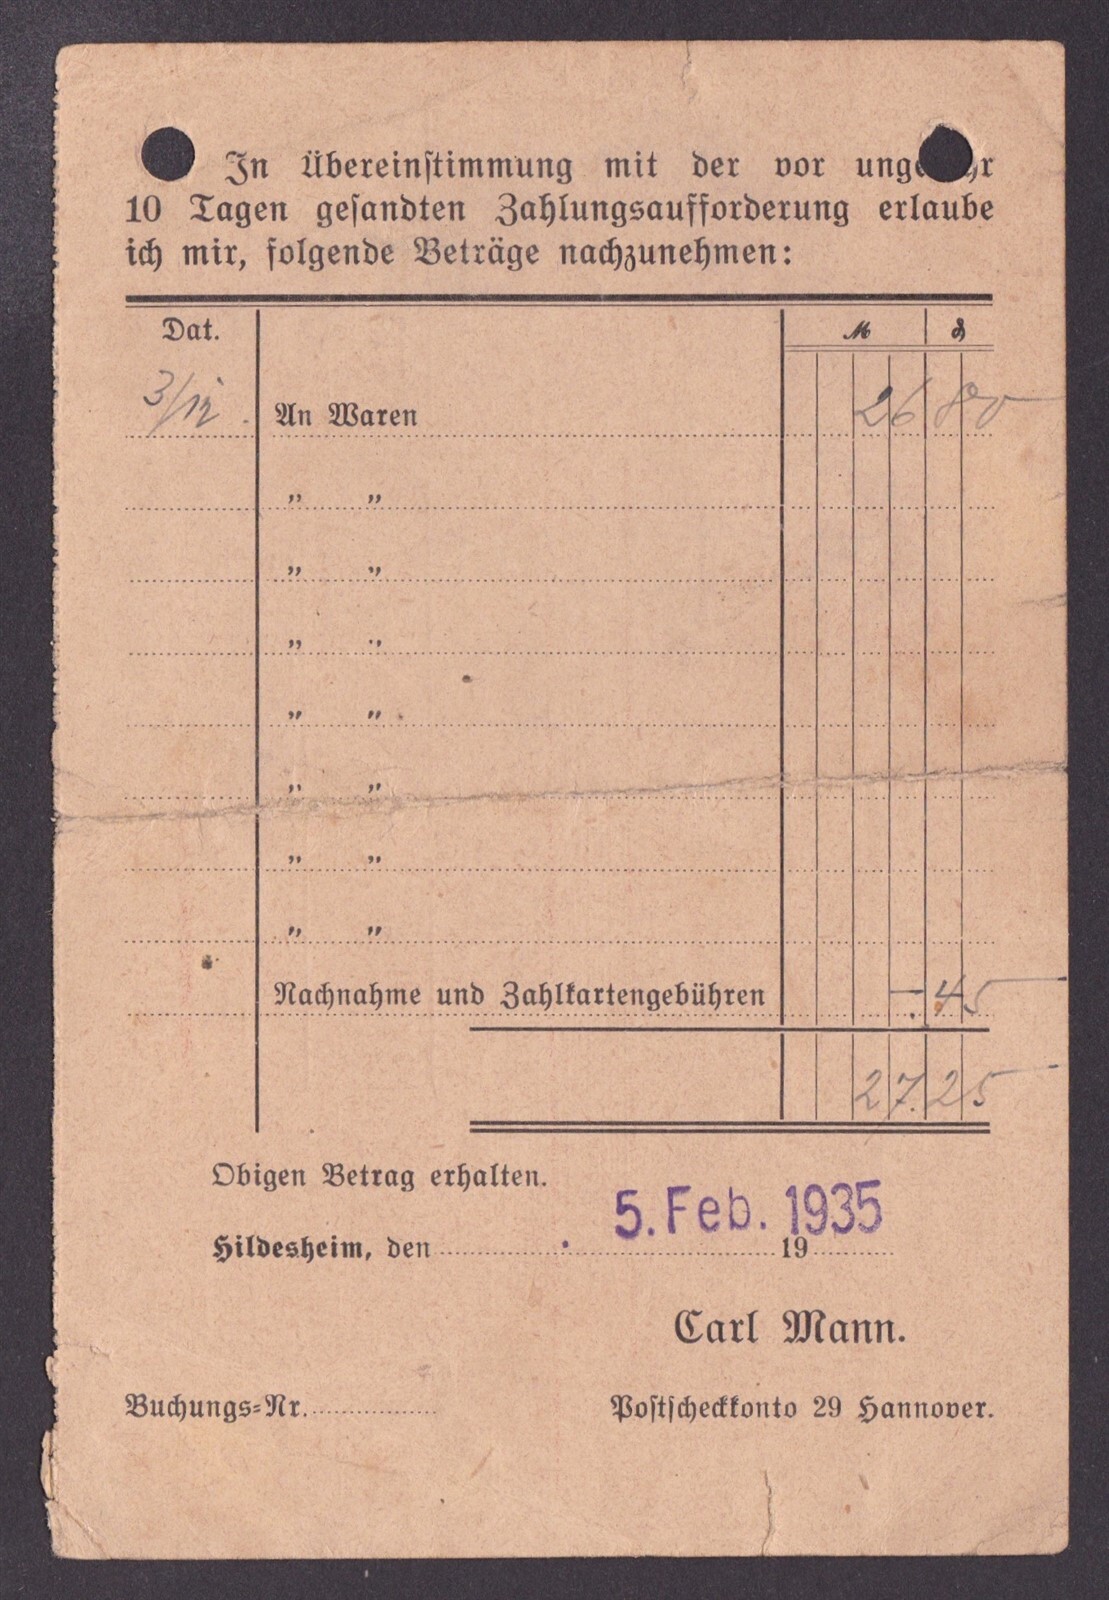 In Übereinstimmung mit der vor
10 Tagen gesandten Zahlungsaufforderung erlaube
ich mir, folgende Beträge nachzunehmen:
Dat. ℳ ₰
3/12. An Waren 26 80
„ „
„ „
„ „
„ „
„ „
„ „
„ „
Nachnahme und Zahlkartengebühren —. 45
27. 25
Obigen Betrag erhalten.
5. Feb. 1935
Hildesheim, den 19
Carl Mann.
Buchungs-Nr. Postscheckkonto 29 Hannover.